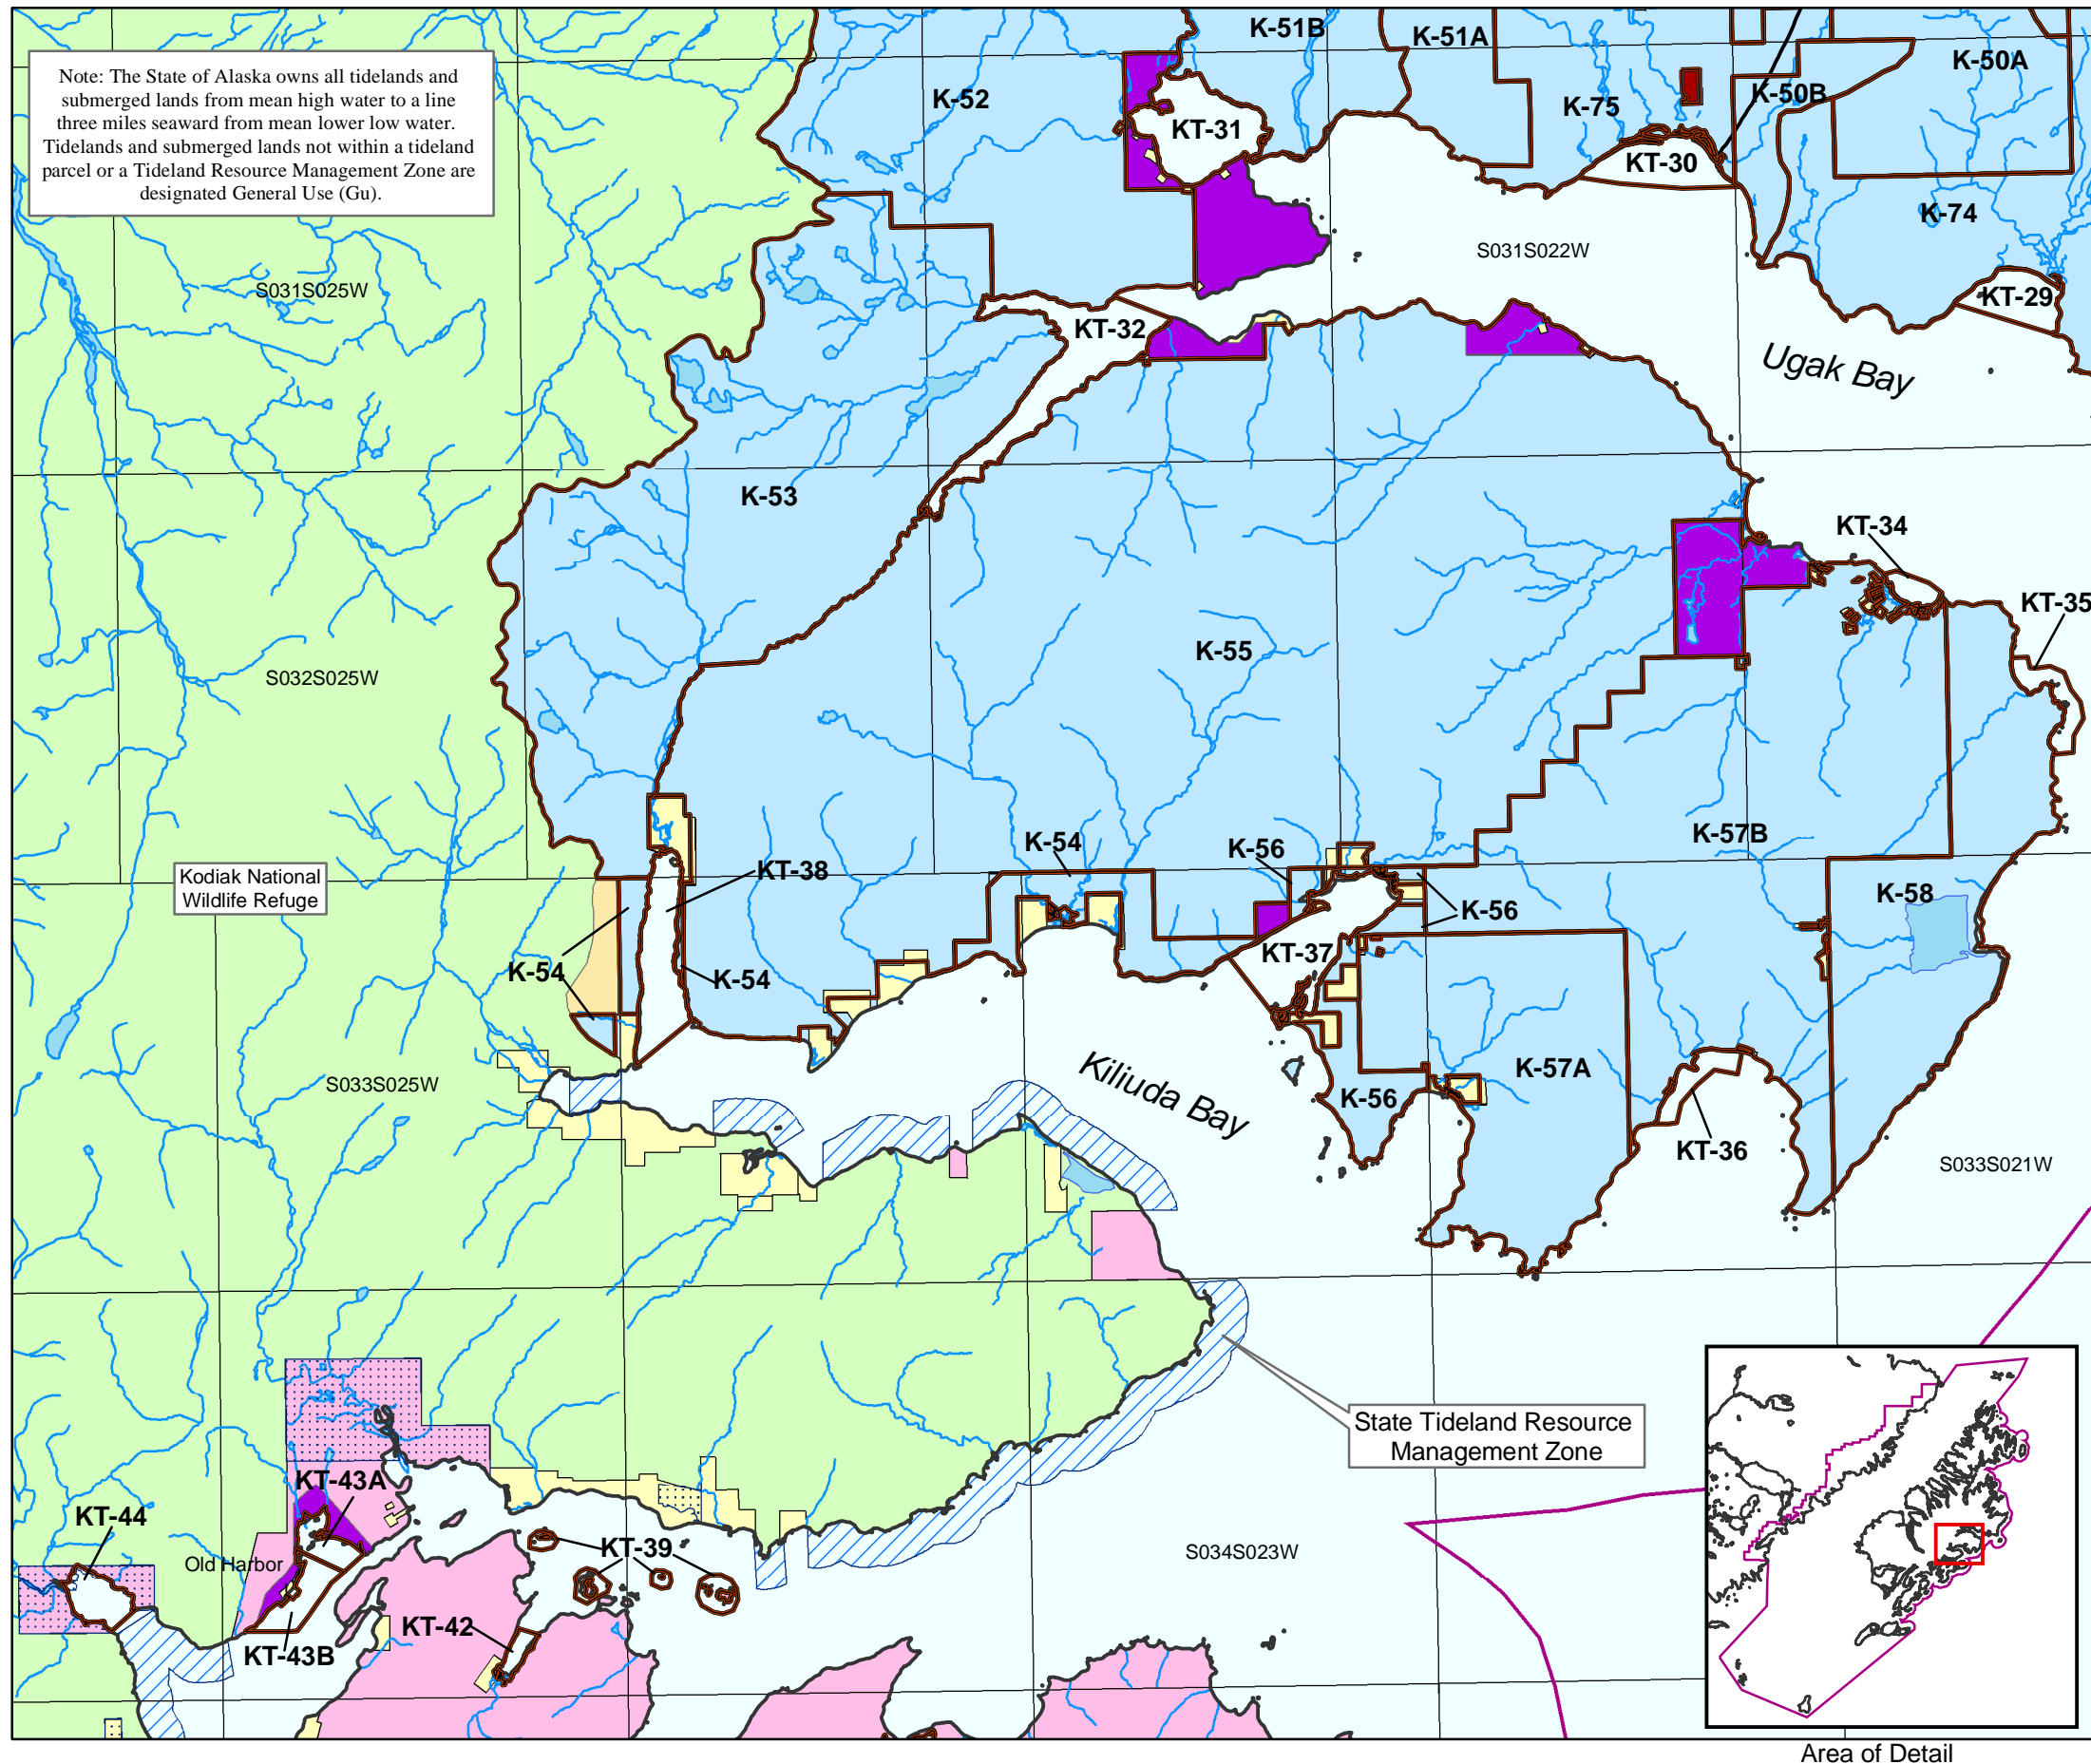 Note: The State of Alaska owns all tidelands and
submerged lands from mean high water to a line
three miles seaward from mean lower low water.
Tidelands and submerged lands not within a tideland
parcel or a Tideland Resource Management Zone are
designated General Use (Gu).
K-51B
K-51A
K-50A
K-52
K-50B
K-75
KT-31
KT-30
K-74
S031S022W
S031S025W
KT-29
KT-32
Ugak Bay
K-53
KT-34
KT-35
K-55
S032S025W
K-57B
K-54
K-56
KT-38
Kodiak National
Wildlife Refuge
K-58
K-56
KT-37
K-54
K-54
S033S025W
Kiliuda Bay
K-57A
K-56
KT-36
S033S021W
State Tideland Resource
Management Zone
KT-43A
KT-44
KT-39
Old Harbor
S034S023W
KT-42
KT-43B
Area of Detail